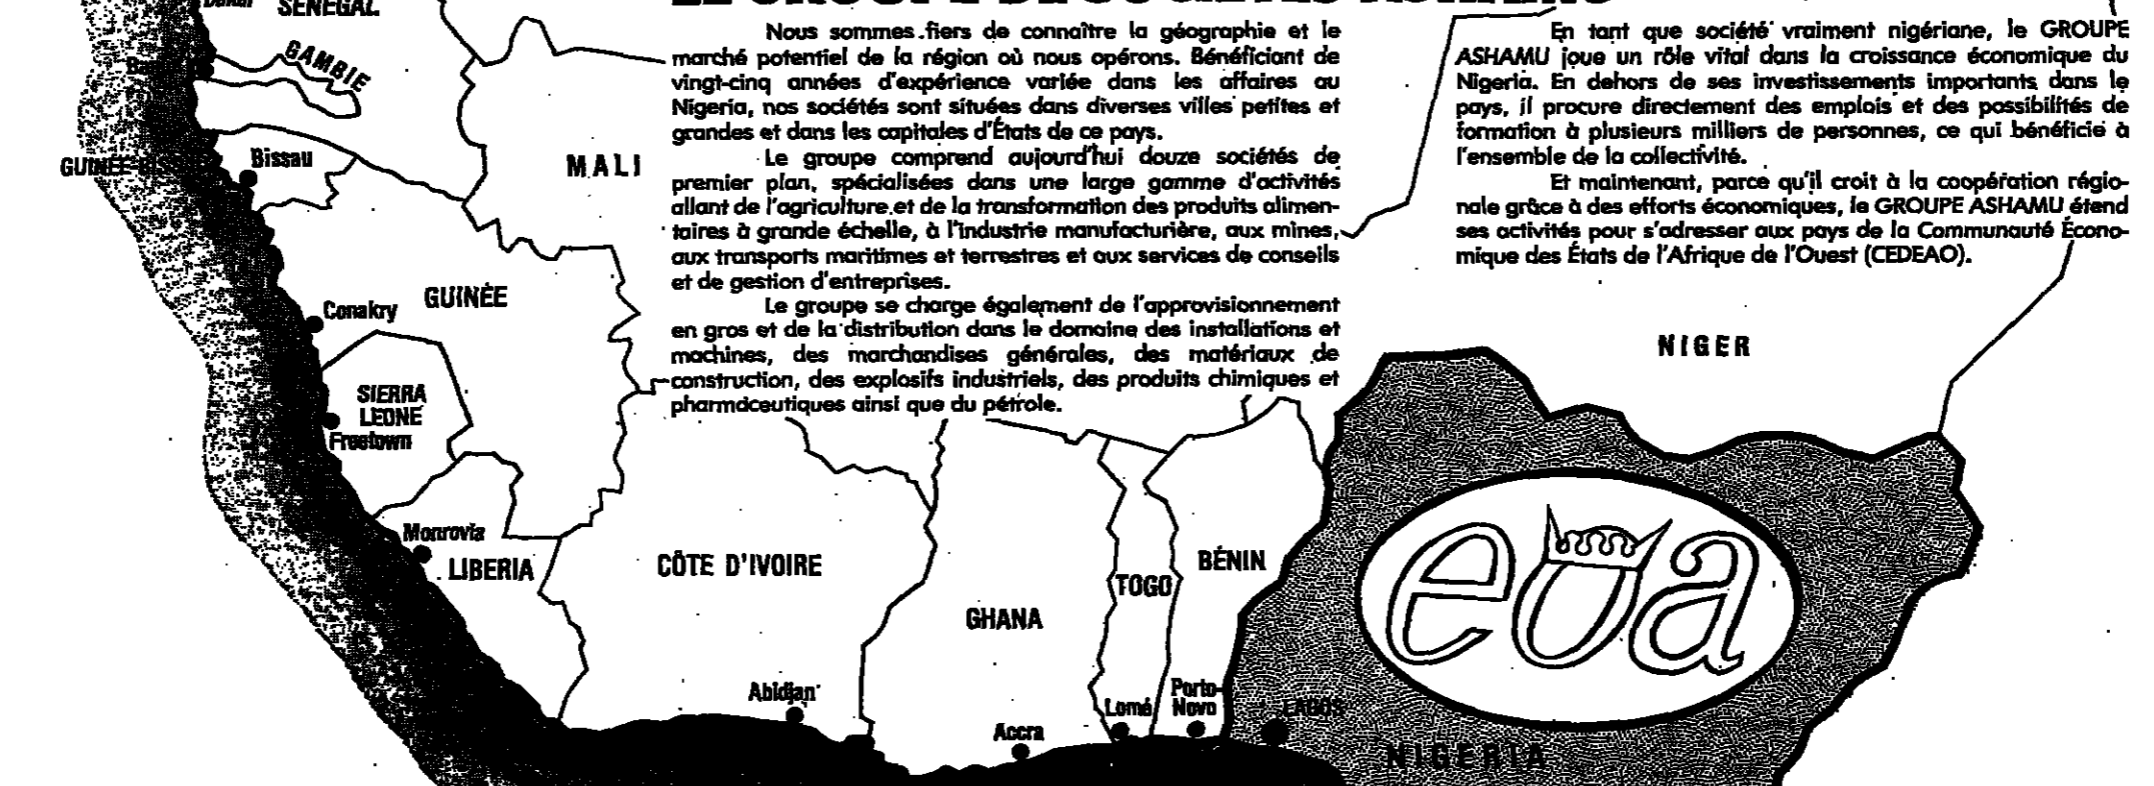 SÉNÉGAL
GAMBIE
GUINÉE-BISSAU
Bissau
MALI
Nous sommes fiers de connaître la géographie et le
marché potentiel de la région où nous opérons. Bénéficiant de
vingt-cinq années d'expérience variée dans les affaires au
Nigeria, nos sociétés sont situées dans diverses villes petites et
grandes et dans les capitales d'États de ce pays.
Le groupe comprend aujourd'hui douze sociétés de
premier plan, spécialisées dans une large gamme d'activités
allant de l'agriculture et de la transformation des produits alimen-
taires à grande échelle, à l'industrie manufacturière, aux mines,
aux transports maritimes et terrestres et aux services de conseils
et de gestion d'entreprises.
Le groupe se charge également de l'approvisionnement
en gros et de la distribution dans le domaine des installations et
machines, des marchandises générales, des matériaux de
construction, des explosifs industriels, des produits chimiques et
pharmaceutiques ainsi que du pétrole.
En tant que société vraiment nigériane, le GROUPE
ASHAMU joue un rôle vital dans la croissance économique du
Nigeria. En dehors de ses investissements importants dans le
pays, il procure directement des emplois et des possibilités de
formation à plusieurs milliers de personnes, ce qui bénéficie à
l'ensemble de la collectivité.
Et maintenant, parce qu'il croit à la coopération régio-
nale grâce à des efforts économiques, le GROUPE ASHAMU étend
ses activités pour s'adresser aux pays de la Communauté Écono-
mique des États de l'Afrique de l'Ouest (CEDEAO).
Conakry
GUINÉE
NIGER
SIERRA
LEONE
Freetown
Monrovia
LIBERIA
CÔTE D'IVOIRE
GHANA
TOGO
BÉNIN
eoa
Abidjan
Accra
Lomé
Porto-
Novo
LAGOS
NIGERIA